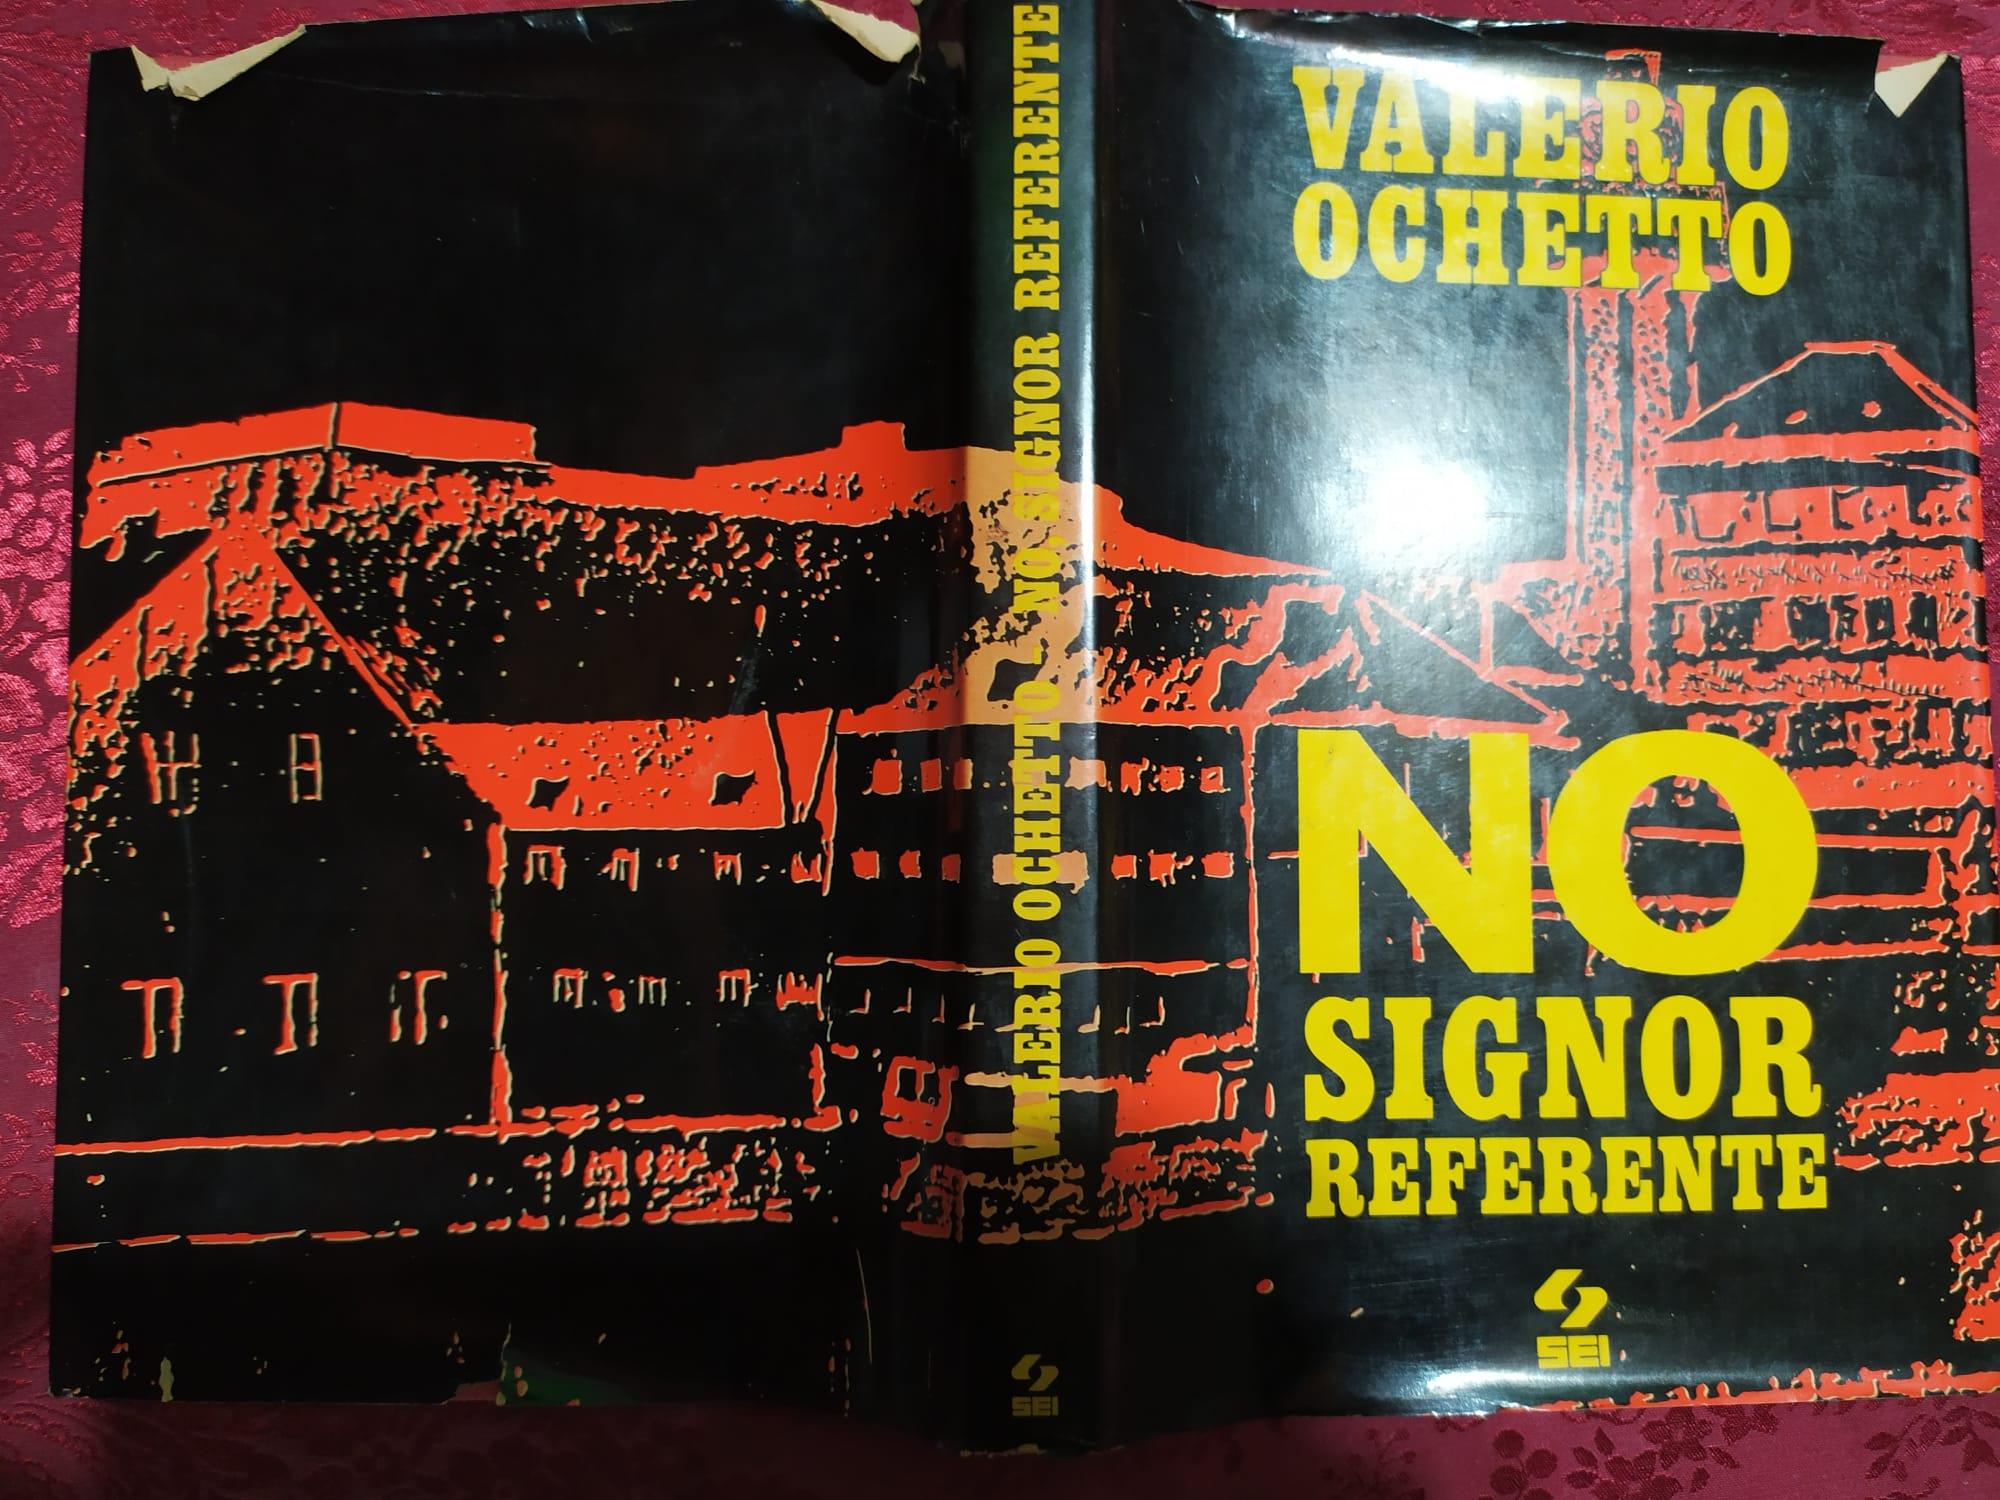 VALERIO OCHETTO - NO, SIGNOR REFERENTE
SEI
VALERIO
OCHETTO
NO
SIGNOR
REFERENTE
SEI